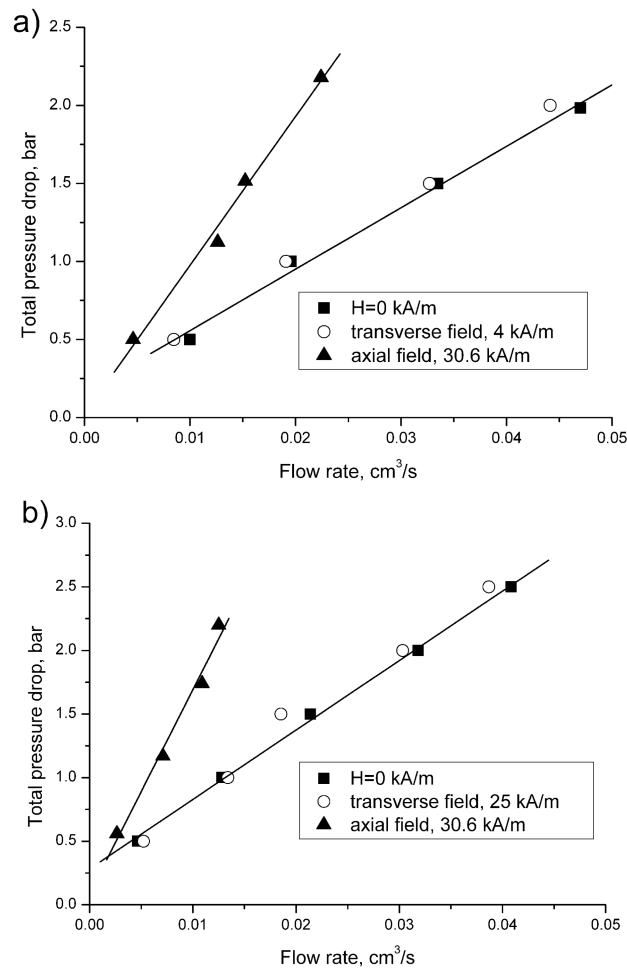 a)
2.5
2.0
1.5
1.0
0.5
0.0
Total pressure drop, bar
H=0 kA/m
transverse field, 4 kA/m
axial field, 30.6 kA/m
0.00 0.01 0.02 0.03 0.04 0.05
Flow rate, cm³/s
b)
3.0
2.5
2.0
1.5
1.0
0.5
0.0
Total pressure drop, bar
H=0 kA/m
transverse field, 25 kA/m
axial field, 30.6 kA/m
0.00 0.01 0.02 0.03 0.04 0.05
Flow rate, cm³/s